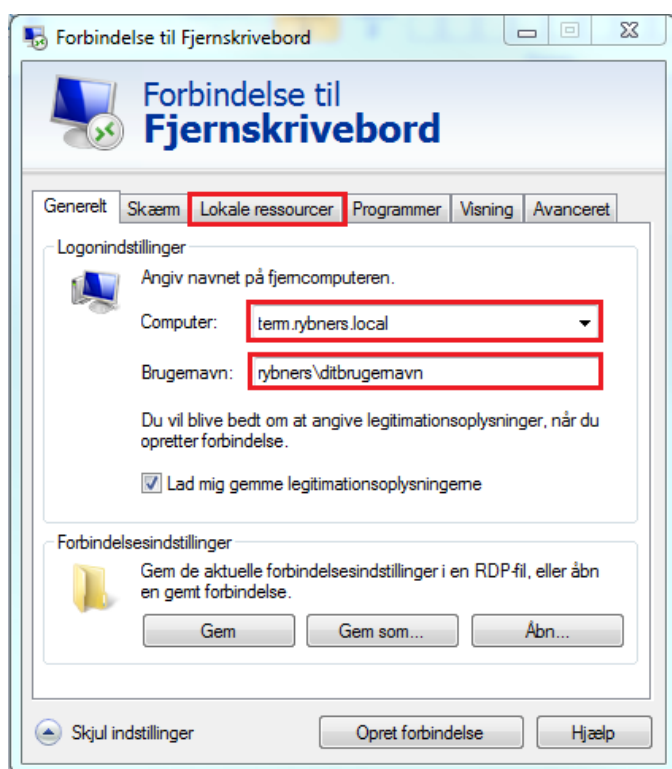 Forbindelse til Fjernskrivebord
Forbindelse til
Fjernskrivebord
Generelt Skærm Lokale ressourcer Programmer Visning Avanceret
Logonindstillinger
Angiv navnet på fjerncomputeren.
Computer: term.rybners.local
Brugernavn: rybners\ditbrugernavn
Du vil blive bedt om at angive legitimationsoplysninger, når du
opretter forbindelse.
Lad mig gemme legitimationsoplysningerne
Forbindelsesindstillinger
Gem de aktuelle forbindelsesindstillinger i en RDP-fil, eller åbn
en gemt forbindelse.
Gem Gem som... Åbn...
Skjul indstillinger Opret forbindelse Hjælp